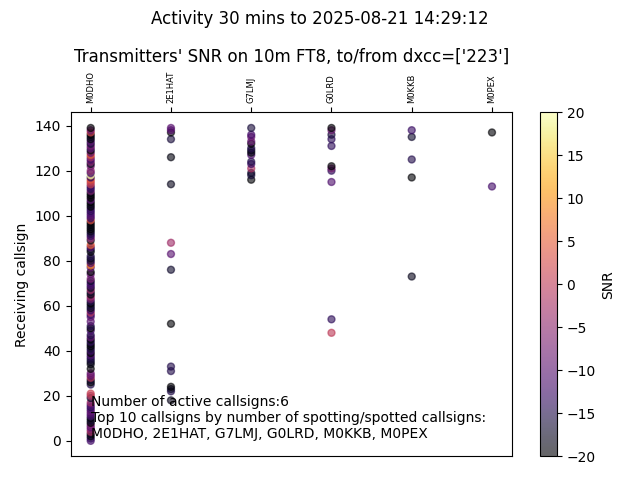 Activity 30 mins to 2025-08-21 14:29:12
Transmitters' SNR on 10m FT8, to/from dxcc=['223']
M0DHO 2E1HAT G7LMJ G0LRD M0KKB M0PEX
140
120
100
80
60
40
20
0
Receiving callsign
Number of active callsigns:6
Top 10 callsigns by number of spotting/spotted callsigns:
M0DHO, 2E1HAT, G7LMJ, G0LRD, M0KKB, M0PEX
20
15
10
5
0
−5
−10
−15
−20
SNR